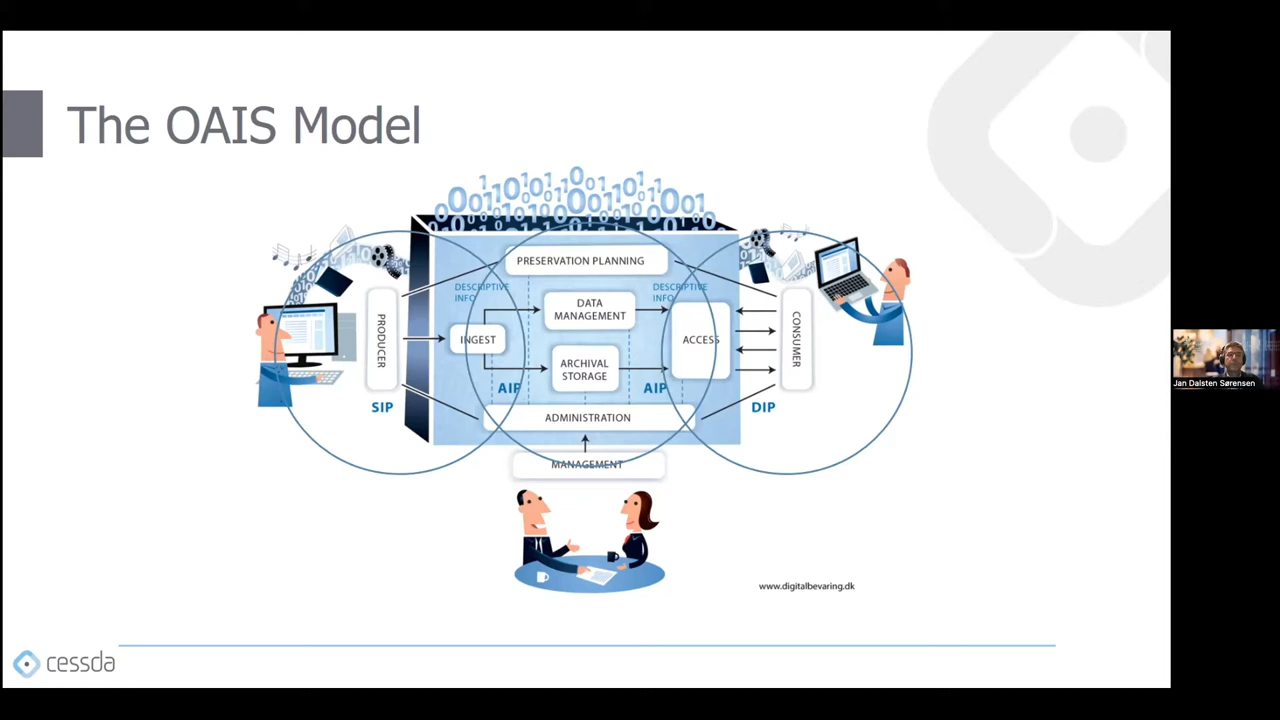 The OAIS Model
PRESERVATION PLANNING
DESCRIPTIVE
INFO
DESCRIPTIVE
INFO
DATA
MANAGEMENT
PRODUCER
INGEST
ACCESS
CONSUMER
ARCHIVAL
STORAGE
AIP
AIP
SIP
DIP
ADMINISTRATION
MANAGEMENT
www.digitalbevaring.dk
cessda
Jan Dalsten Sørensen